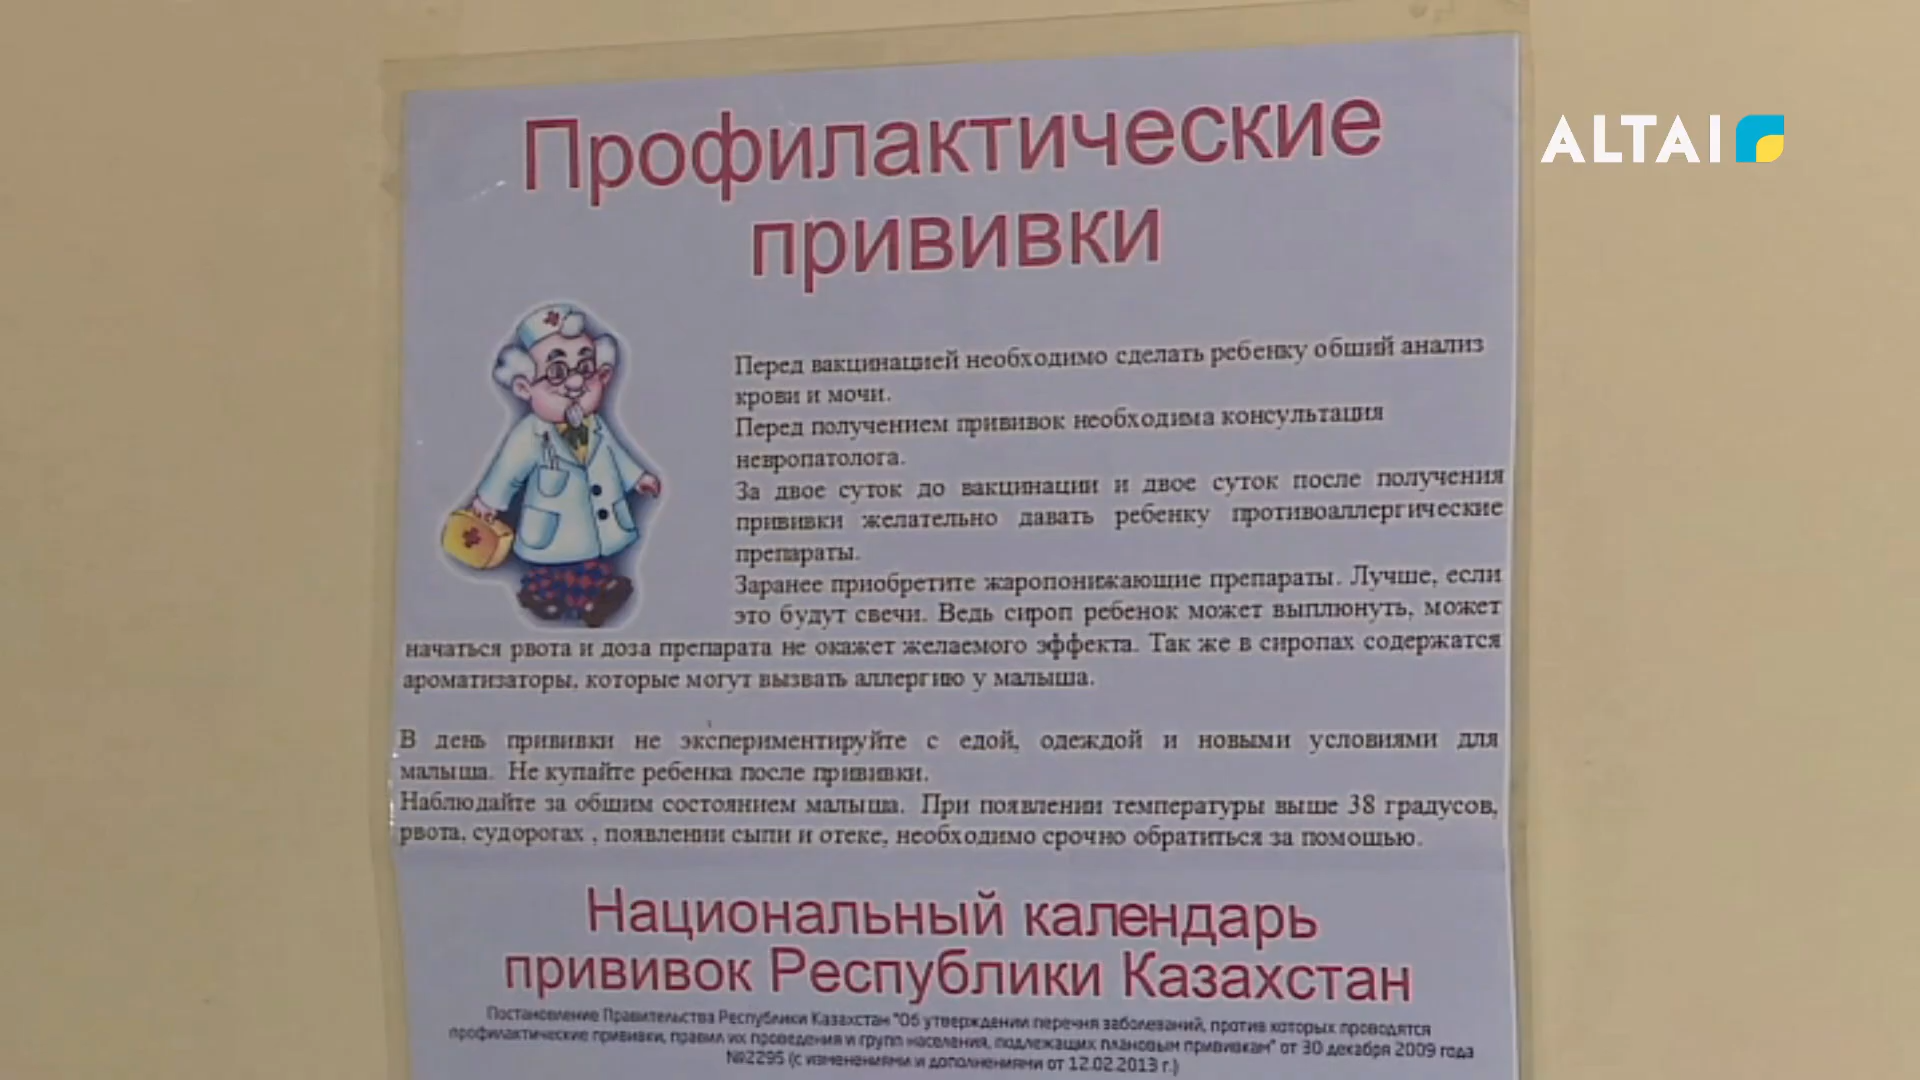 ALTAI
Профилактические
прививки
Перед вакцинацией необходимо сделать ребенку обший анализ
крови и мочи.
Перед получением прививок необходима консультация
невропатолога.
За двое суток до вакцинации и двое суток после получения
прививки желательно давать ребенку противоаллергические
препараты.
Заранее приобретите жаропонижающие препараты. Лучше, если
это будут свечи. Ведь сироп ребенок может выплюнуть, может
начаться рвота и доза препарата не окажет желаемого эффекта. Так же в сиропах содержатся
ароматизаторы, которые могут вызвать аллергию у малыша.
В день прививки не экспериментируйте с едой, одеждой и новыми условиями для
малыша. Не купайте ребенка после прививки.
Наблюдайте за общим состоянием малыша. При появлении температуры выше 38 градусов,
рвота, судорогах , появлении сыпи и отеке, необходимо срочно обратиться за помощью.
Национальный календарь
прививок Республики Казахстан
Постановление Правительства Республики Казахстан "Об утверждении перечня заболеваний, против которых проводятся
профилактические прививки, правил их проведения и групп населения, подлежащих плановым прививкам" от 30 декабря 2009 года
№2295 (с изменениями и дополнениями от 12.02.2013 г.)